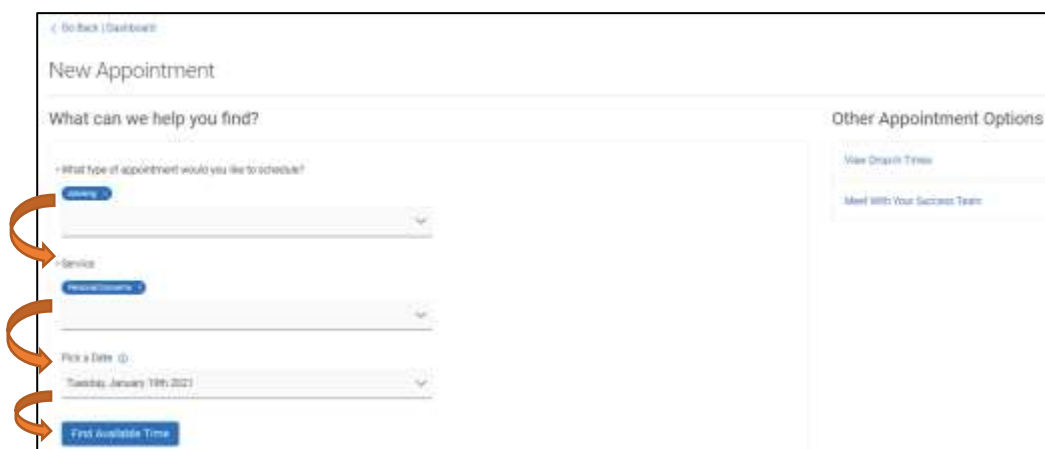 Go Back | Dashboard
New Appointment
What can we help you find?
Other Appointment Options
* What type of appointment would you like to schedule?
Advising ×
View Drop-In Times
Meet With Your Success Team
* Service
Personal Concerns ×
Pick a Date
Tuesday, January 19th 2021
Find Available Time